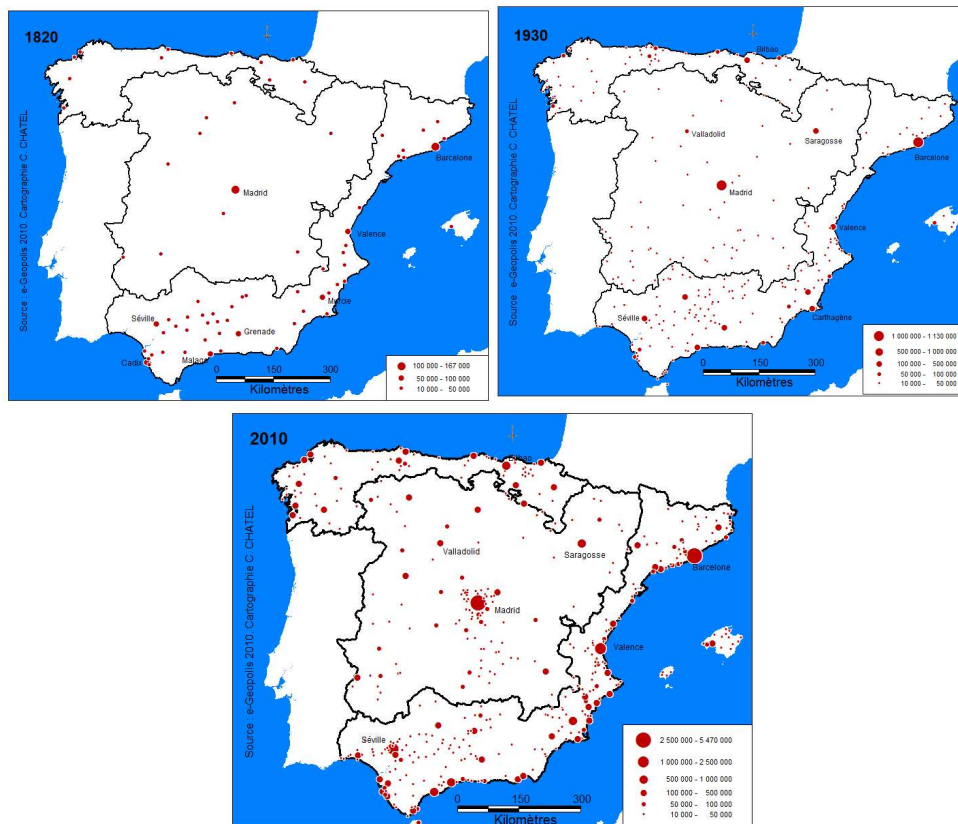 1820
Barcelone
Madrid
Valence
Murcie
Séville
Grenade
Cadix
Malaga
100 000 - 167 000
50 000 - 100 000
10 000 - 50 000
0 150 300
Kilomètres
Source : e-Geopolis 2010. Cartographie C. CHATEL
1930
Bilbao
Valladolid
Saragosse
Barcelone
Madrid
Valence
Séville
Carthagène
1 000 000 - 1 130 000
500 000 - 1 000 000
100 000 - 500 000
50 000 - 100 000
10 000 - 50 000
0 150 300
Kilomètres
Source : e-Geopolis 2010. Cartographie C. CHATEL
2010
Bilbao
Valladolid
Saragosse
Barcelone
Madrid
Valence
Séville
2 500 000 - 5 470 000
1 000 000 - 2 500 000
500 000 - 1 000 000
100 000 - 500 000
50 000 - 100 000
10 000 - 50 000
0 150 300
Kilomètres
Source : e-Geopolis 2010. Cartographie C. CHATEL